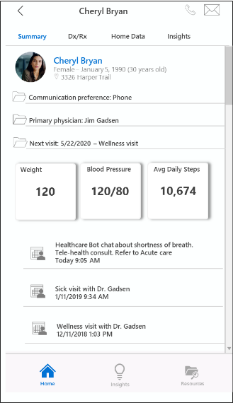 Cheryl Bryan
Summary Dx/Rx Home Data Insights
Cheryl Bryan
Female - January 5, 1990 (30 years old)
3526 Harpor Trail
Communication preference: Phone
Primary physician: Jim Gadsen
Next visit: 5/22/2020 – Wellness visit
Weight
120
Blood Pressure
120/80
Avg Daily Steps
10,674
Healthcare Bot chat about shortness of breath.
Tele-health consult. Refer to Acute care
Today 9:05 AM
Sick visit with Dr. Gadsen
1/11/2019 9:34 AM
Wellness visit with Dr. Gadsen
12/11/2018 1:03 PM
Home Insights Resources